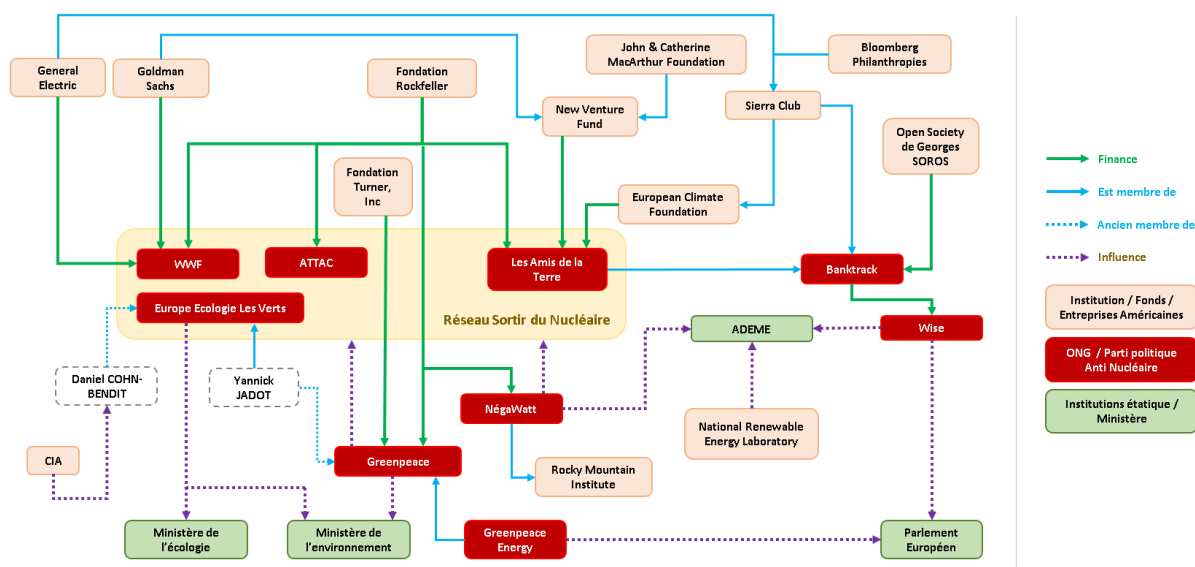 General
Electric
Goldman
Sachs
Fondation
Rockfeller
John & Catherine
MacArthur Foundation
Bloomberg
Philanthropies
New Venture
Fund
Sierra Club
Open Society
de Georges
SOROS
Fondation
Turner,
Inc
European Climate
Foundation
WWF
ATTAC
Les Amis de la
Terre
Banktrack
Europe Ecologie Les Verts
Réseau Sortir du Nucléaire
ADEME
Wise
Daniel COHN-
BENDIT
Yannick
JADOT
NégaWatt
National Renewable
Energy Laboratory
CIA
Greenpeace
Rocky Mountain
Institute
Ministère de
l'écologie
Ministère de
l'environnement
Greenpeace
Energy
Parlement
Européen
Finance
Est membre de
Ancien membre de
Influence
Institution / Fonds /
Entreprises Américaines
ONG / Parti politique
Anti Nucléaire
Institutions étatique /
Ministère